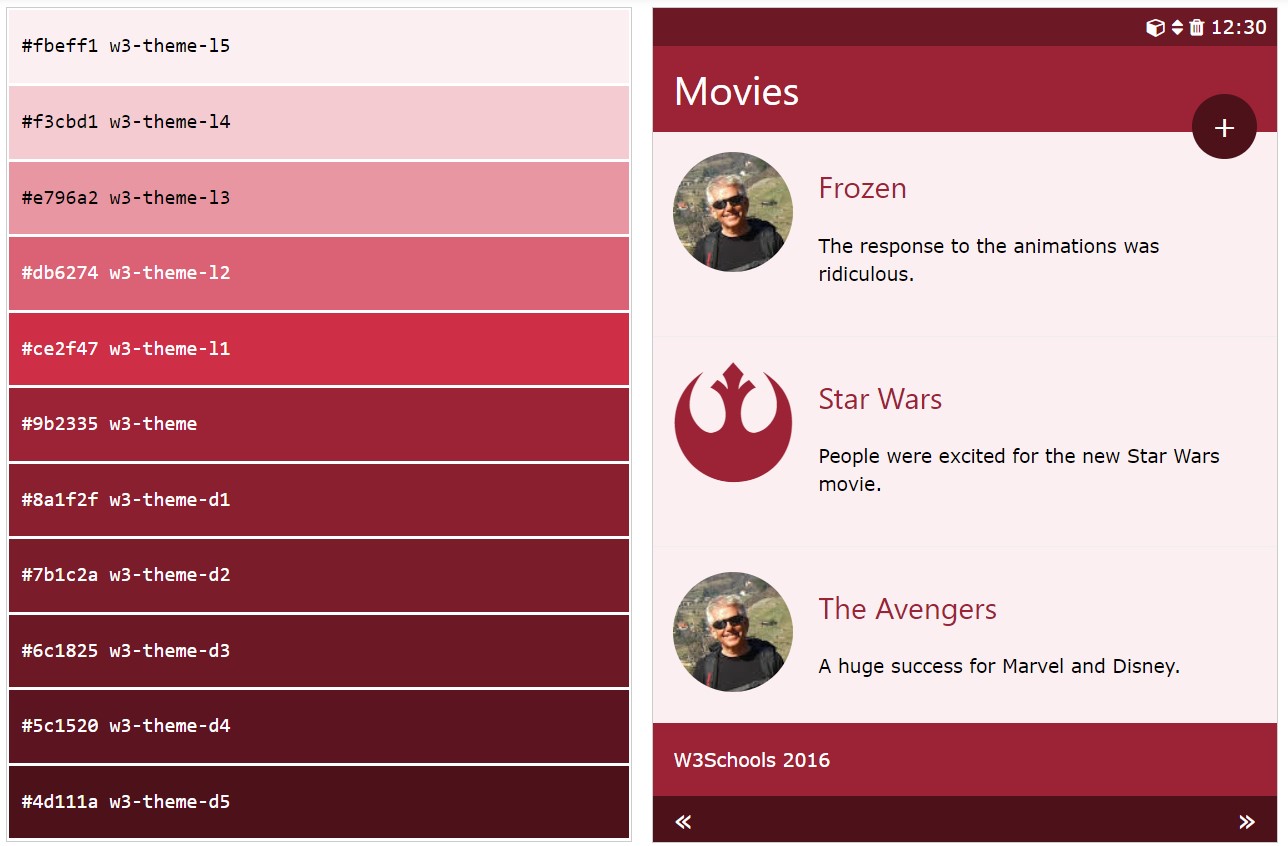 #fbeff1 w3-theme-l5
#f3cbd1 w3-theme-l4
#e796a2 w3-theme-l3
#db6274 w3-theme-l2
#ce2f47 w3-theme-l1
#9b2335 w3-theme
#8a1f2f w3-theme-d1
#7b1c2a w3-theme-d2
#6c1825 w3-theme-d3
#5c1520 w3-theme-d4
#4d111a w3-theme-d5
12:30
Movies
+
Frozen
The response to the animations was
ridiculous.
Star Wars
People were excited for the new Star Wars
movie.
The Avengers
A huge success for Marvel and Disney.
W3Schools 2016
« »